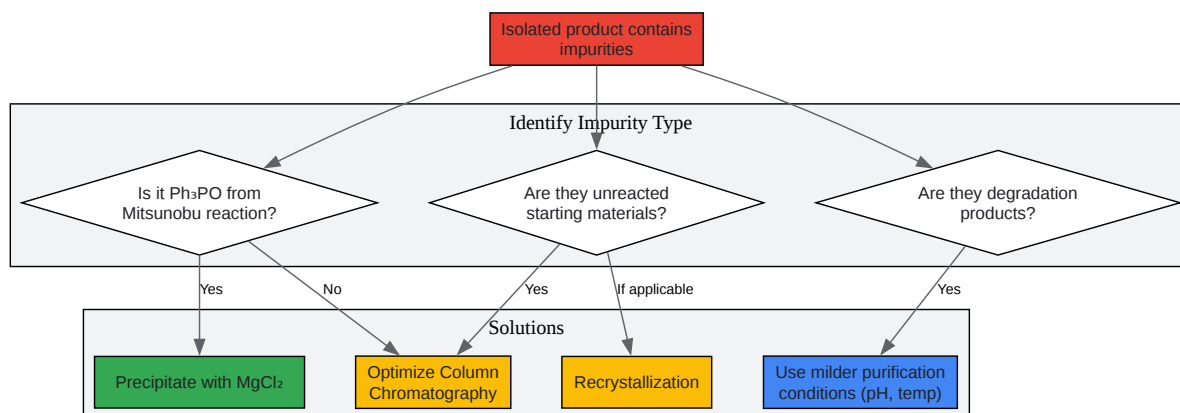 Isolated product contains
impurities
Identify Impurity Type
Is it Ph₃PO from
Mitsunobu reaction?
Are they unreacted
starting materials?
Are they degradation
products?
Yes
No
Yes
If applicable
Yes
Solutions
Precipitate with MgCl₂
Optimize Column
Chromatography
Recrystallization
Use milder purification
conditions (pH, temp)